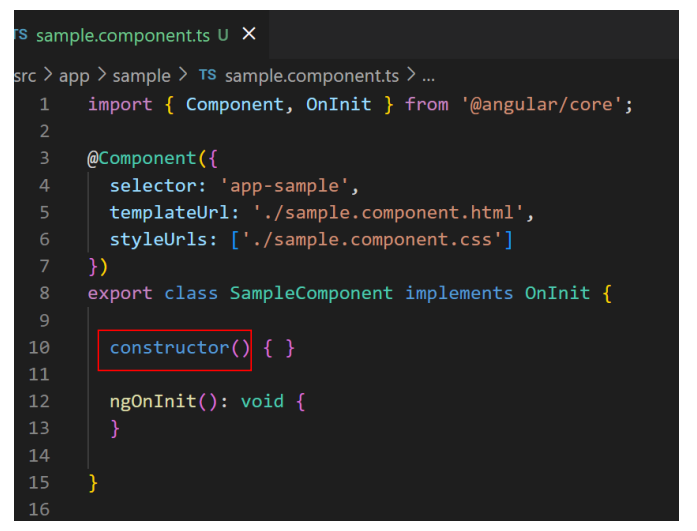 TS sample.component.ts U ×
src > app > sample > TS sample.component.ts > ...
1 import { Component, OnInit } from '@angular/core';
2
3 @Component({
4 selector: 'app-sample',
5 templateUrl: './sample.component.html',
6 styleUrls: ['./sample.component.css']
7 })
8 export class SampleComponent implements OnInit {
9
10 constructor() { }
11
12 ngOnInit(): void {
13 }
14
15 }
16